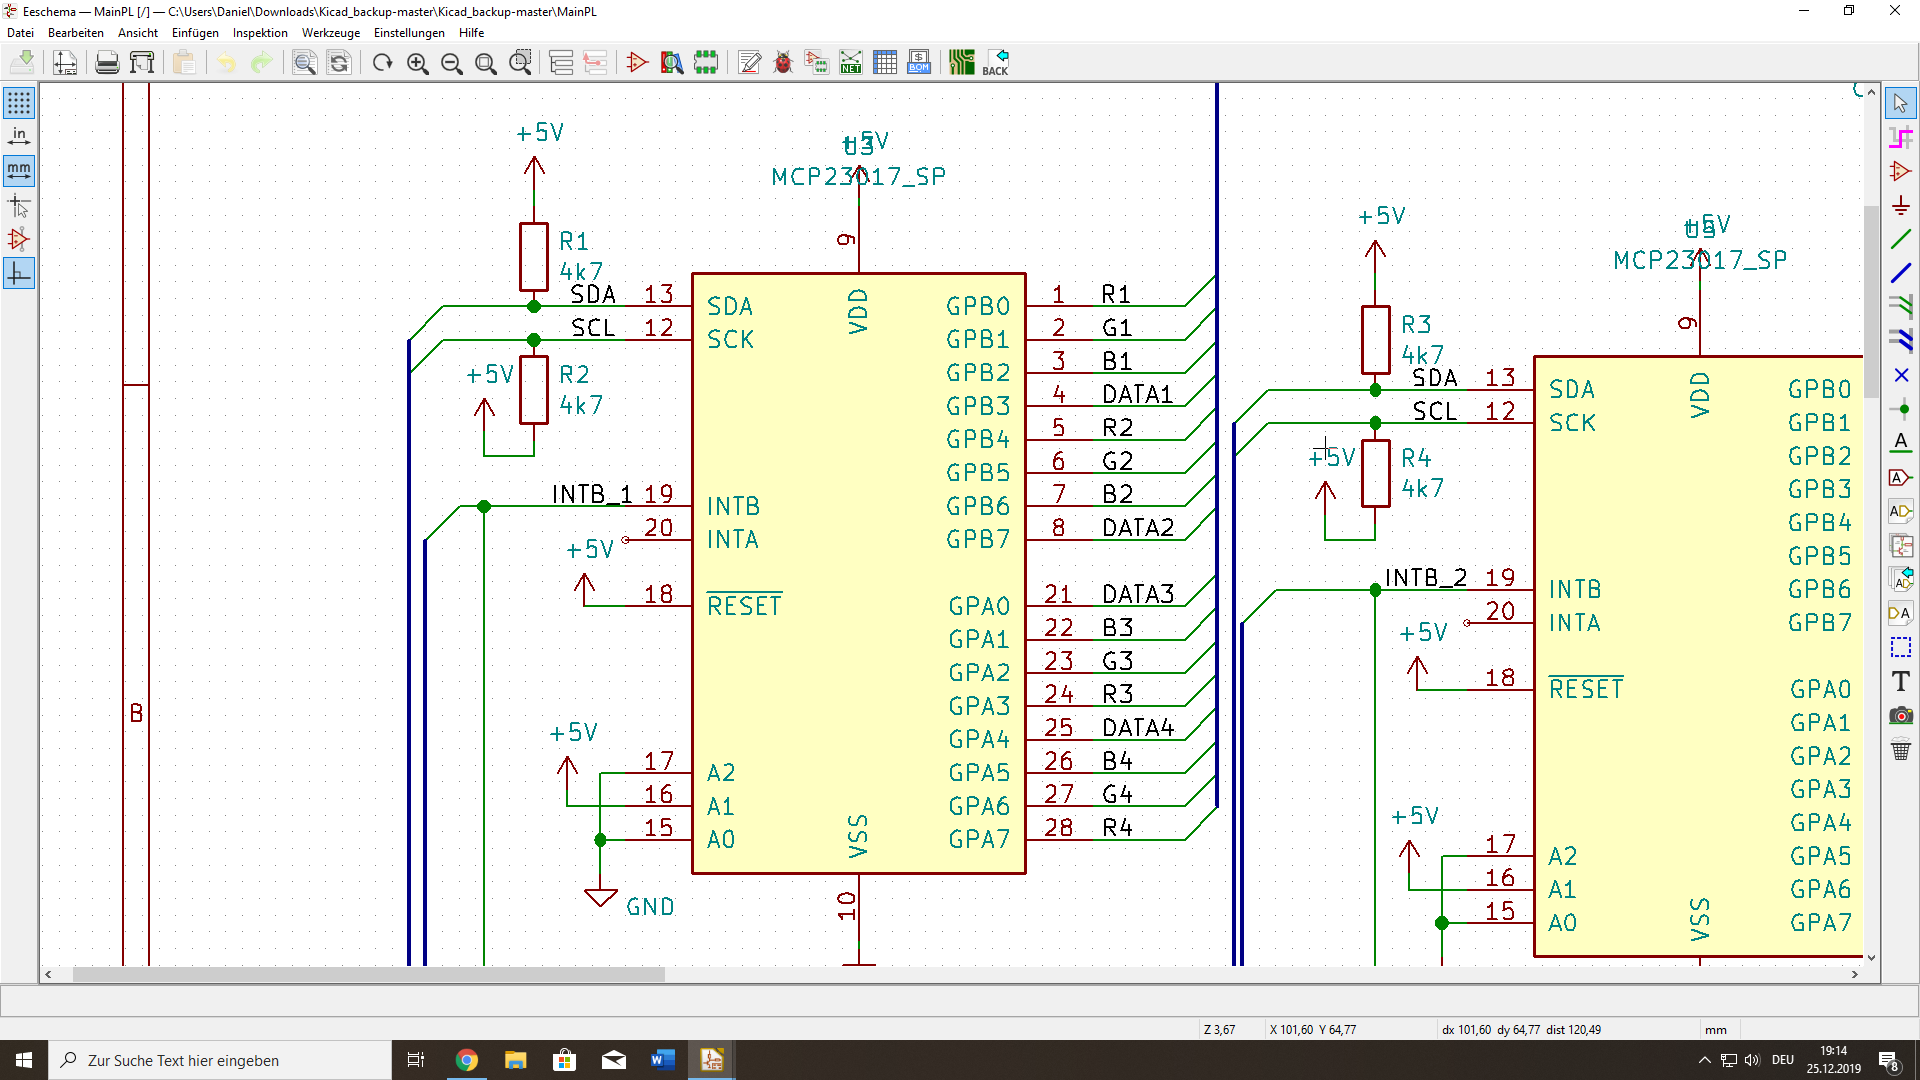 Eeschema — MainPL [/] — C:\Users\Daniel\Downloads\Kicad_backup-master\Kicad_backup-master\MainPL
Datei Bearbeiten Ansicht Einfügen Inspektion Werkzeuge Einstellungen Hilfe
NET
BOM
BACK
in
mm
B
+5V
R1
4k7
SDA
SCL
+5V
R2
4k7
INTB_1
+5V
+5V
GND
+5V
U3
MCP23017_SP
9
13 SDA
12 SCK
19 INTB
20 INTA
18 RESET
17 A2
16 A1
15 A0
VDD
VSS
10
GPB0 1 R1
GPB1 2 G1
GPB2 3 B1
GPB3 4 DATA1
GPB4 5 R2
GPB5 6 G2
GPB6 7 B2
GPB7 8 DATA2
GPA0 21 DATA3
GPA1 22 B3
GPA2 23 G3
GPA3 24 R3
GPA4 25 DATA4
GPA5 26 B4
GPA6 27 G4
GPA7 28 R4
+5V
R3
4k7
SDA
SCL
+5V
R4
4k7
INTB_2
+5V
+5V
+5V
MCP23017_SP
9
13 SDA
12 SCK
19 INTB
20 INTA
18 RESET
17 A2
16 A1
15 A0
VDD
VSS
GPB0
GPB1
GPB2
GPB3
GPB4
GPB5
GPB6
GPB7
GPA0
GPA1
GPA2
GPA3
GPA4
GPA5
GPA6
GPA7
A
A
AD
A
DA
T
Z 3,67
X 101,60 Y 64,77
dx 101,60 dy 64,77 dist 120,49
mm
Zur Suche Text hier eingeben
DEU
19:14
25.12.2019
8